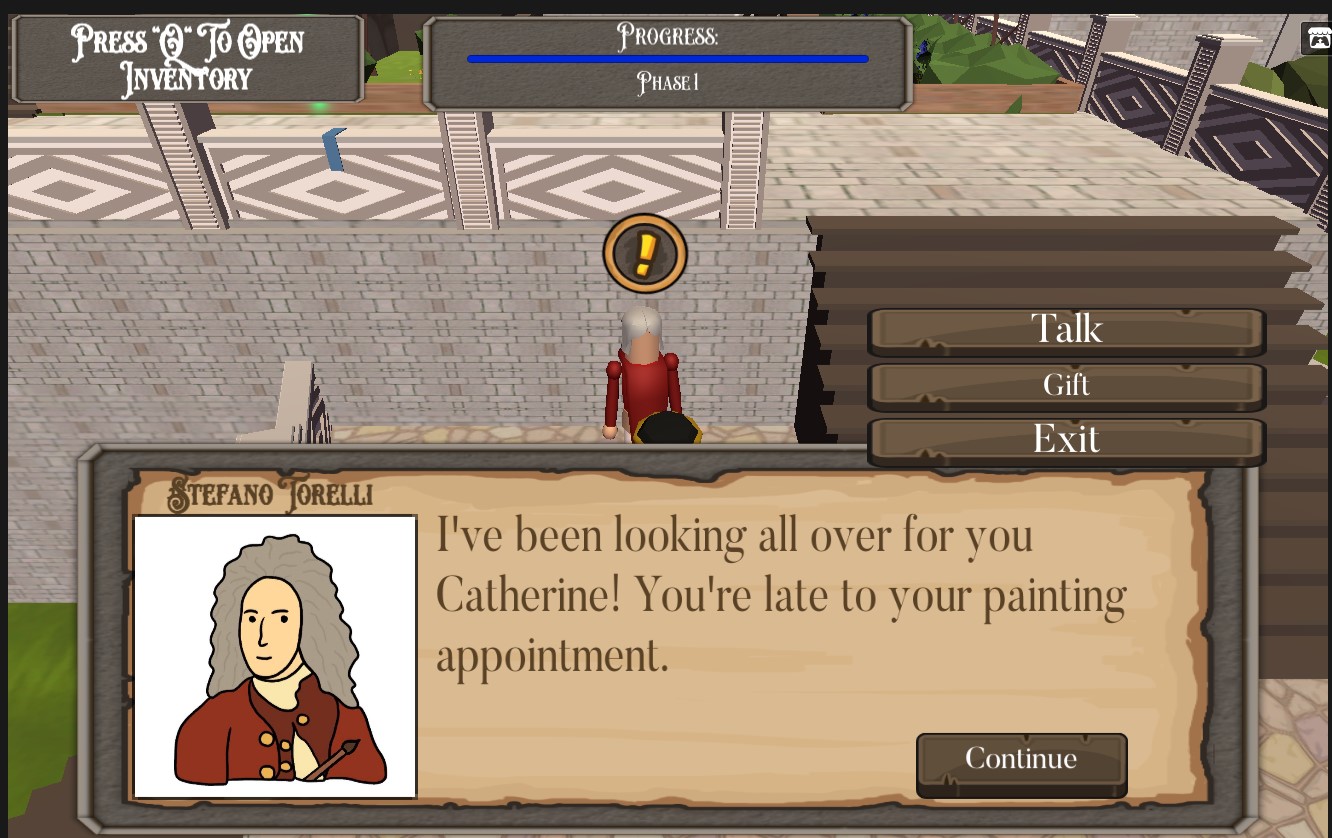 Press "Q" To Open
Inventory
Progress:
Phase 1
Talk
Gift
Exit
Stefano Torelli
I've been looking all over for you
Catherine! You're late to your painting
appointment.
Continue